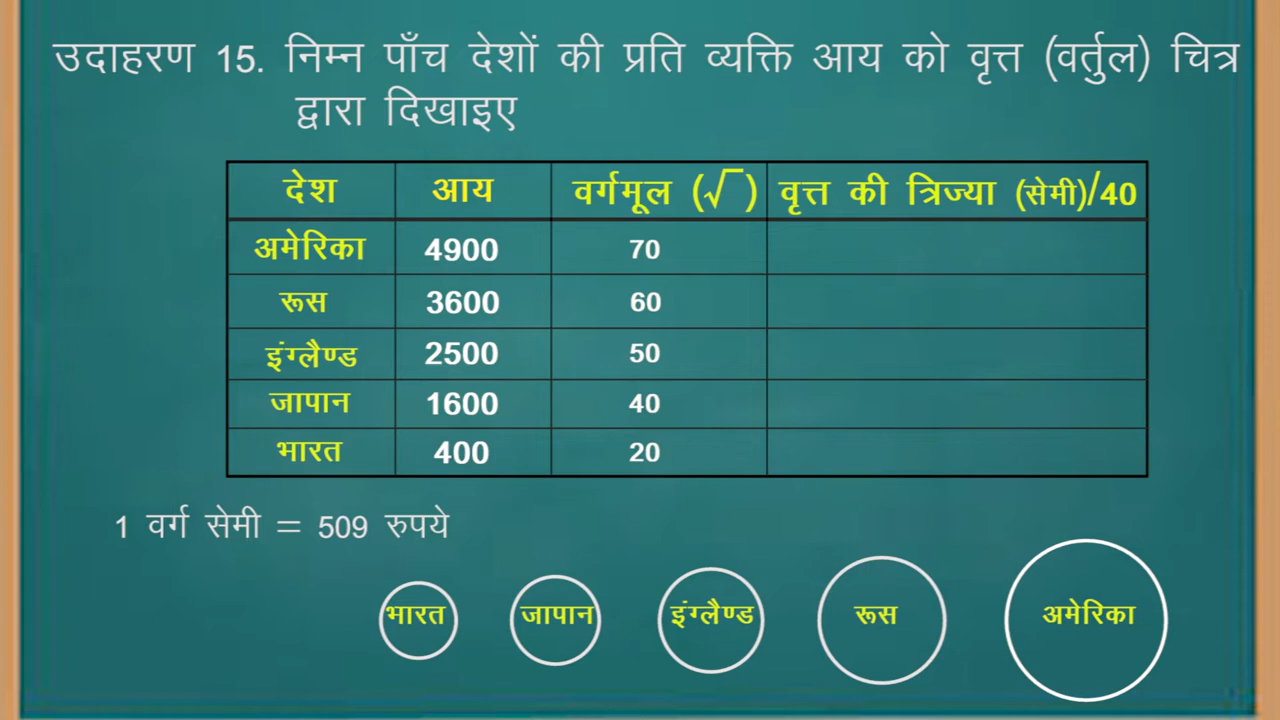 उदाहरण 15. निम्न पाँच देशों की प्रति व्यक्ति आय को वृत्त (वर्तुल) चित्र
द्वारा दिखाइए
देश आय वर्गमूल (√‾) वृत्त की त्रिज्या (सेमी)/40
अमेरिका 4900 70
रूस 3600 60
इंग्लैण्ड 2500 50
जापान 1600 40
भारत 400 20
1 वर्ग सेमी = 509 रुपये
भारत जापान इंग्लैण्ड रूस अमेरिका